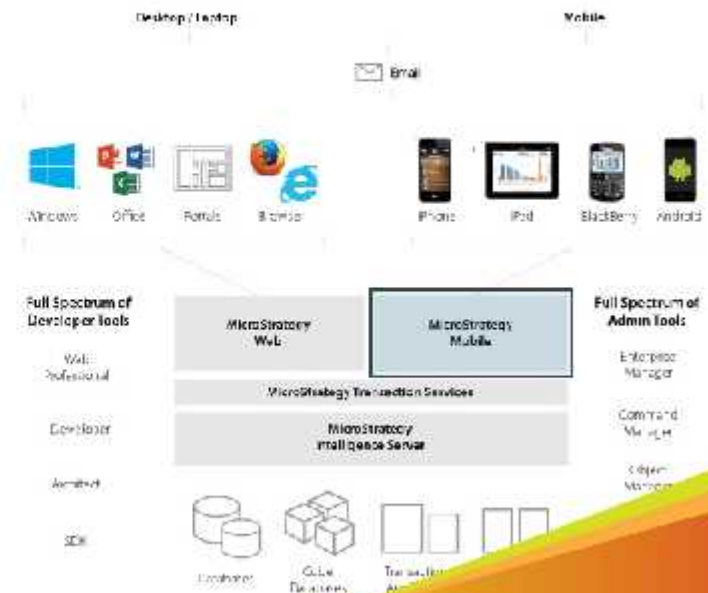 Desktop / Laptop
Mobile
Email
Windows
Office
Portals
Browser
iPhone
iPad
BlackBerry
Android
Full Spectrum of
Developer Tools
MicroStrategy
Web
MicroStrategy
Mobile
Full Spectrum of
Admin Tools
Web
Professional
Enterprise
Manager
MicroStrategy Transaction Services
Developer
MicroStrategy
Intelligence Server
Command
Manager
Architect
Object
SDK
Databases
Cube